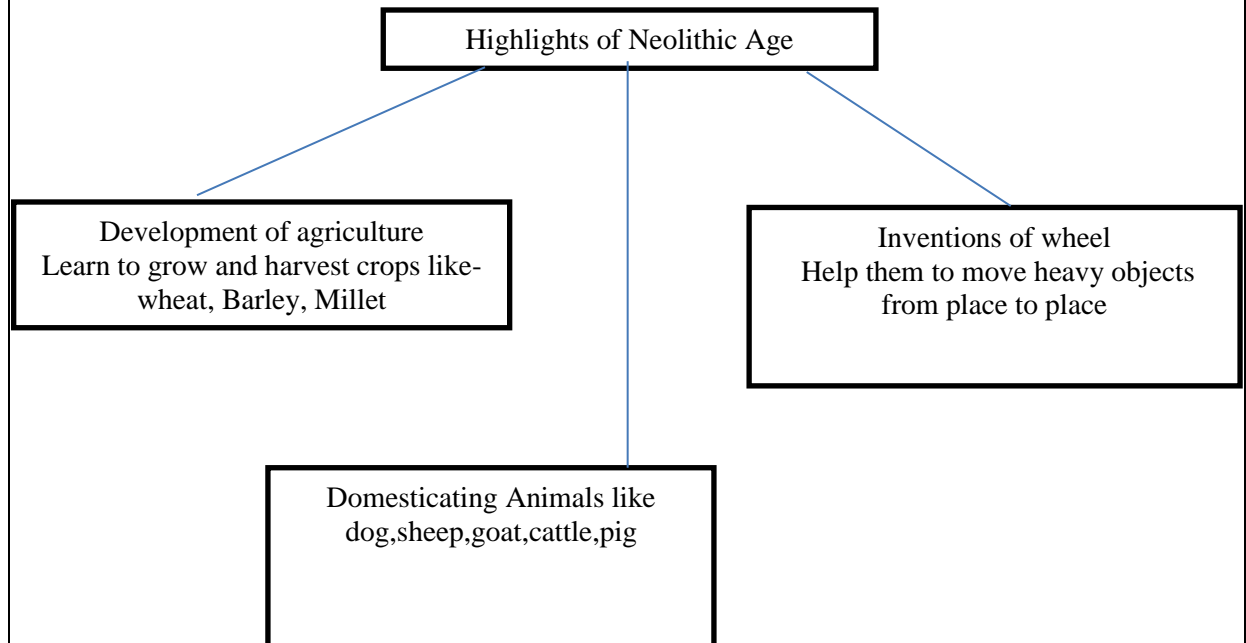 Highlights of Neolithic Age
Development of agriculture
Learn to grow and harvest crops like-
wheat, Barley, Millet
Inventions of wheel
Help them to move heavy objects
from place to place
Domesticating Animals like
dog,sheep,goat,cattle,pig